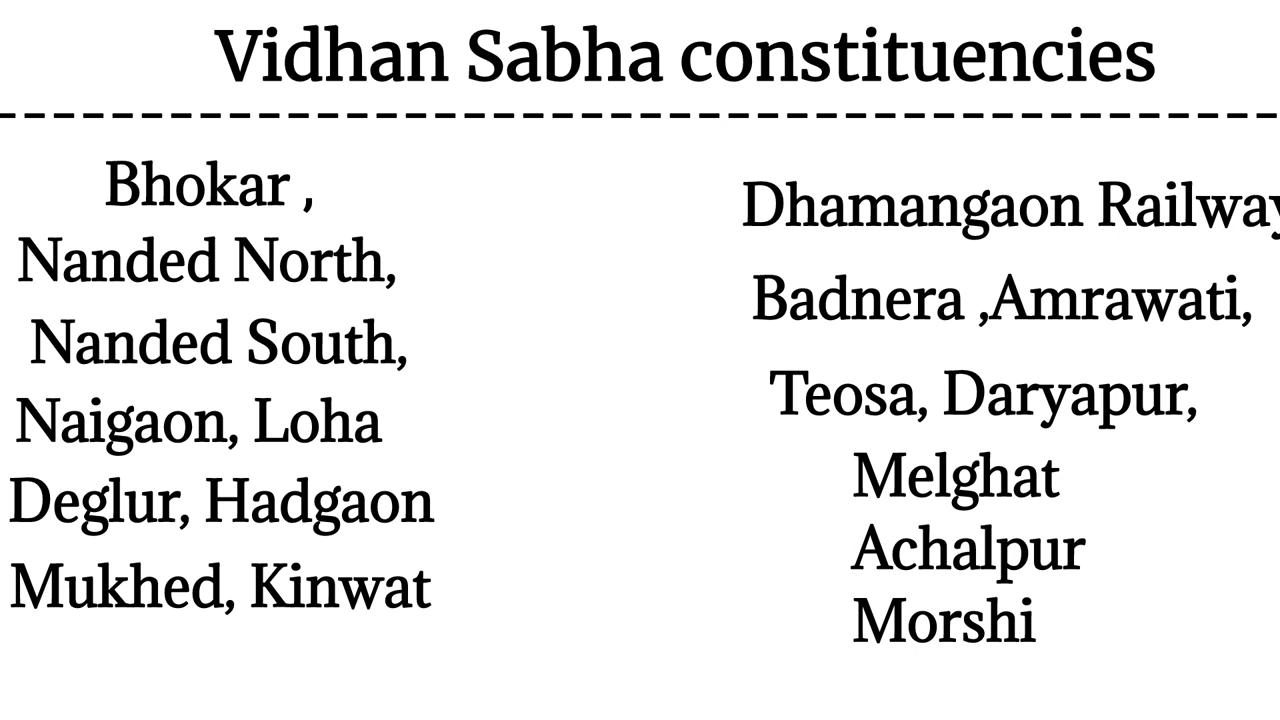 Vidhan Sabha constituencies
Bhokar ,
Nanded North,
Nanded South,
Naigaon, Loha
Deglur, Hadgaon
Mukhed, Kinwat
Dhamangaon Railway
Badnera ,Amrawati,
Teosa, Daryapur,
Melghat
Achalpur
Morshi